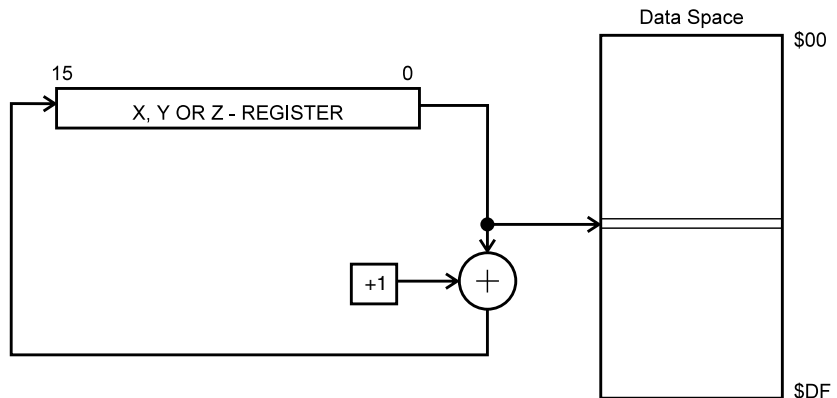 Data Space
$00
15
0
X, Y OR Z - REGISTER
+1
+
$DF